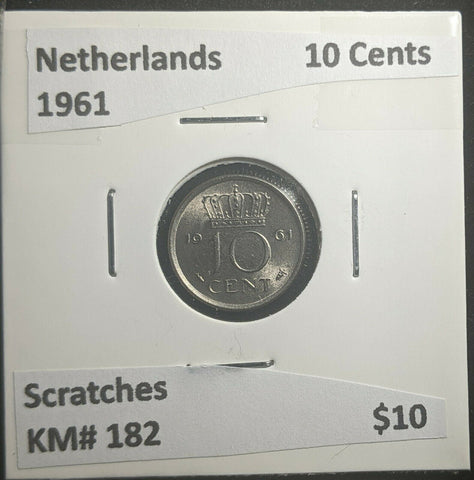 Netherlands 10 Cents
1961
19 61
10
CENT
Scratches
KM# 182 $10